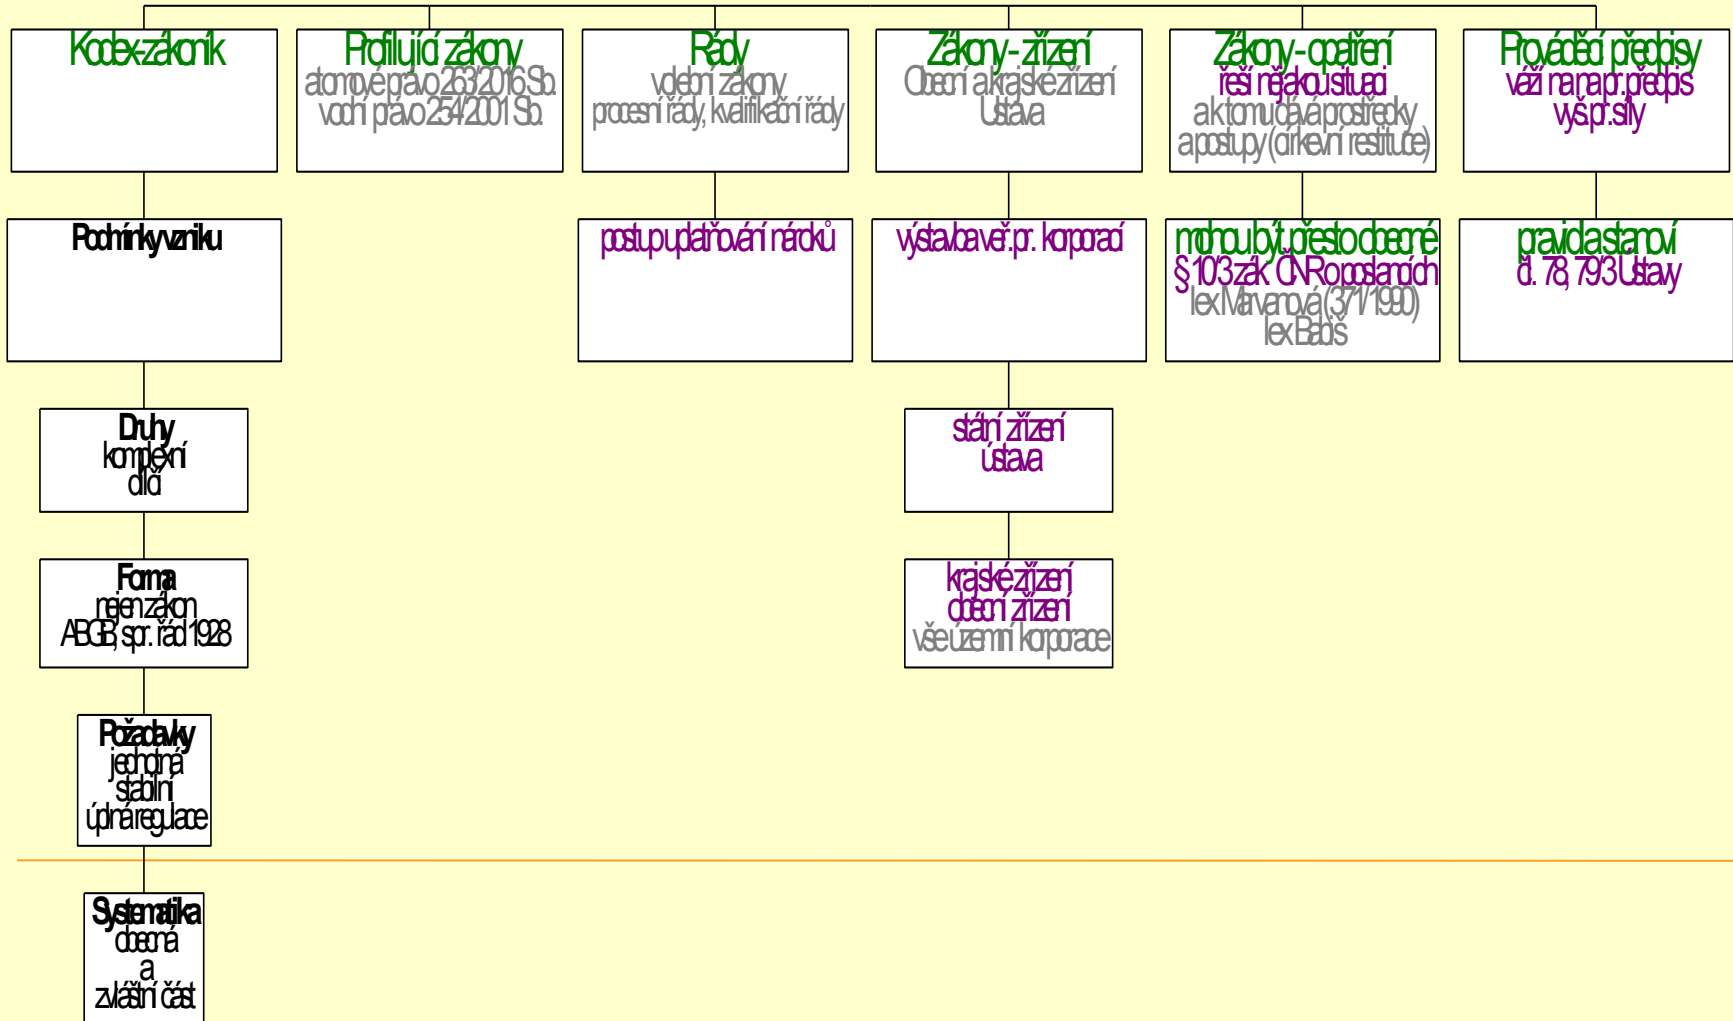 Kodex-zákoník
Profilující zákony
atomové právo 263/2016 Sb.
vodní právo 254/2001 Sb.
Řády
volební zákony
procesní řády, kvalifikační řády
Zákony - zřízení
Obecní a krajské zřízení
Ústava
Zákony - opatření
řeší nějakou situaci
a k tomu dává prostředky
a postupy (církevní restituce)
Prováděcí předpisy
váží na na pr. předpis
vyš.pr.síly
Podmínky vzniku
postup uplatňování nároků
výstavba veř.pr. korporací
mohou být přesto obecné
§ 10/3 zák. ČNR o poslancích
lex Marvanová (371/1990)
lex Babiš
pravidla stanoví
čl. 78, 79/3 Ústavy
Druhy
komplexní
dílčí
státní zřízení
ústava
Forma
nejen zákon
ABGB, spr. řád 1928
krajské zřízení
obecní zřízení
vše územní korporace
Požadavky
jednotná
stabilní
úplná regulace
Systematika
obecná
a
zvláštní část